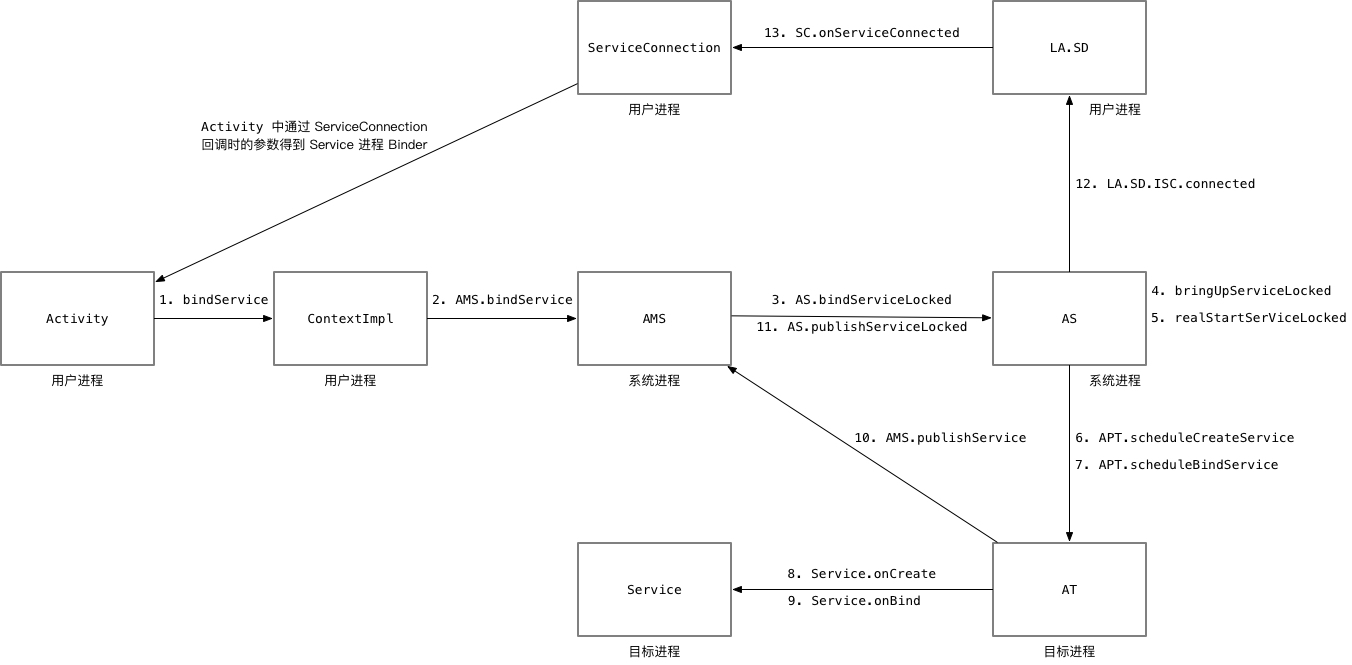 13. SC.onServiceConnected
ServiceConnection
LA.SD
用户进程
用户进程
Activity 中通过 ServiceConnection
回调时的参数得到 Service 进程 Binder
12. LA.SD.ISC.connected
1. bindService
2. AMS.bindService
3. AS.bindServiceLocked
4. bringUpServiceLocked
Activity
ContextImpl
AMS
11. AS.publishServiceLocked
AS
5. realStartSerViceLocked
用户进程
用户进程
系统进程
系统进程
10. AMS.publishService
6. APT.scheduleCreateService
7. APT.scheduleBindService
8. Service.onCreate
Service
9. Service.onBind
AT
目标进程
目标进程